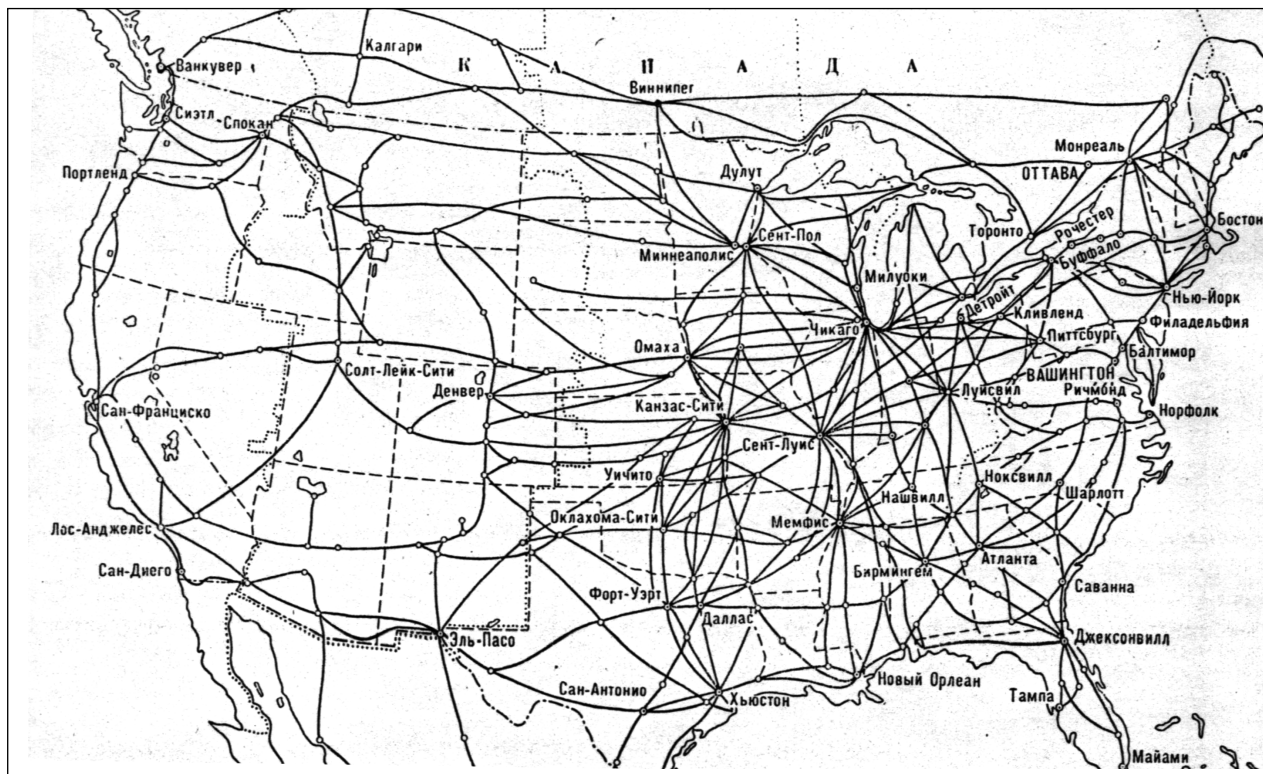 Калгари
К А Н А Д А
Ванкувер
Виннипег
Сиэтл
Спокан
Портленд
Дулут
Монреаль
ОТТАВА
Торонто
Рочестер
Буффало
Бостон
Сент-Пол
Миннеаполис
Милуоки
Детройт
Нью-Йорк
Чикаго
Кливленд
Филадельфия
Питтсбург
Омаха
Балтимор
Солт-Лейк-Сити
ВАШИНГТОН
Денвер
Луисвил
Ричмонд
Сан-Франциско
Канзас-Сити
Норфолк
Сент-Луис
Уичито
Ноксвилл
Нашвилл
Шарлотт
Лос-Анджелес
Оклахома-Сити
Мемфис
Атланта
Сан-Диего
Бирмингем
Саванна
Форт-Уэрт
Даллас
Эль-Пасо
Джексонвилл
Сан-Антонио
Хьюстон
Новый Орлеан
Тампа
Майами